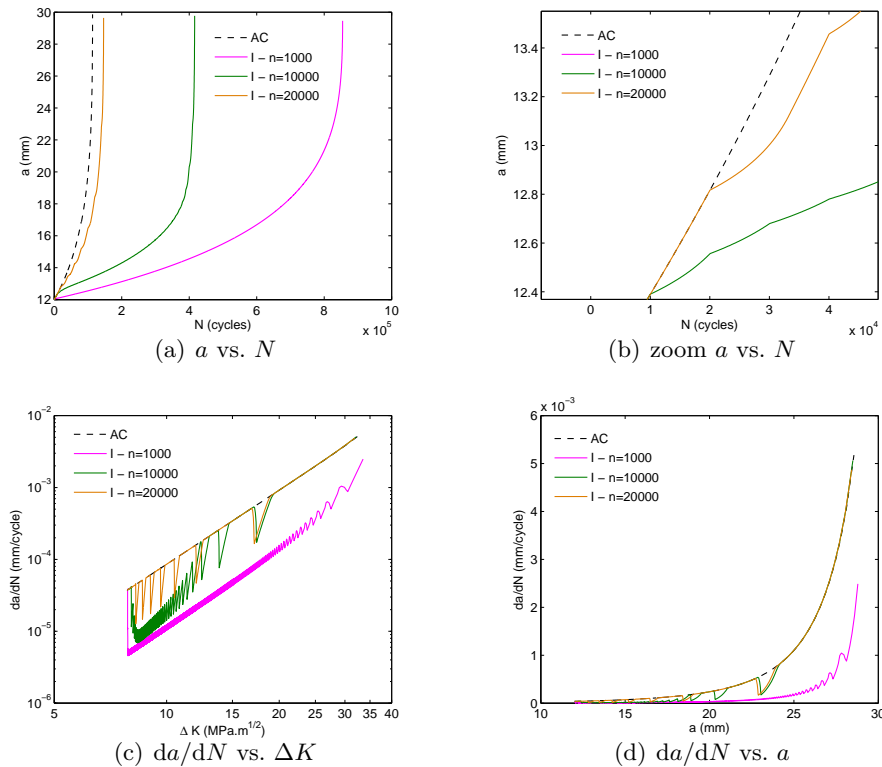 30
28
26
24
22
20
18
16
14
12
a (mm)
AC
I − n=1000
I − n=10000
I − n=20000
0 2 4 6 8 10
N (cycles)
x 10^5
(a) a vs. N
13.4
13.2
13
12.8
12.6
12.4
a (mm)
AC
I − n=1000
I − n=10000
I − n=20000
0 1 2 3 4
N (cycles)
x 10^4
(b) zoom a vs. N
10^−2
10^−3
10^−4
10^−5
10^−6
da/dN (mm/cycle)
AC
I − n=1000
I − n=10000
I − n=20000
5 10 15 20 25 30 35 40
Δ K (MPa.m^1/2)
(c) da/dN vs. ΔK
x 10^−3
6
5
4
3
2
1
0
da/dN (mm/cycle)
AC
I − n=1000
I − n=10000
I − n=20000
10 15 20 25 30
a (mm)
(d) da/dN vs. a